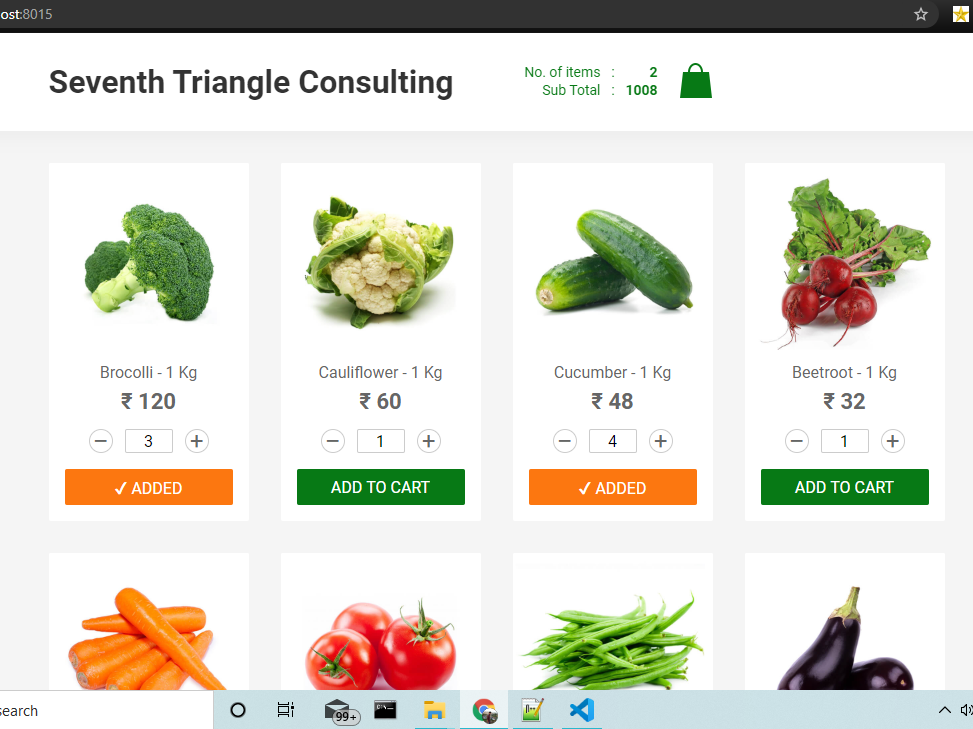 ost:8015
Seventh Triangle Consulting
No. of items : 2
Sub Total : 1008
Brocolli - 1 Kg
₹ 120
3
✓ ADDED
Cauliflower - 1 Kg
₹ 60
1
ADD TO CART
Cucumber - 1 Kg
₹ 48
4
✓ ADDED
Beetroot - 1 Kg
₹ 32
1
ADD TO CART
search
99+